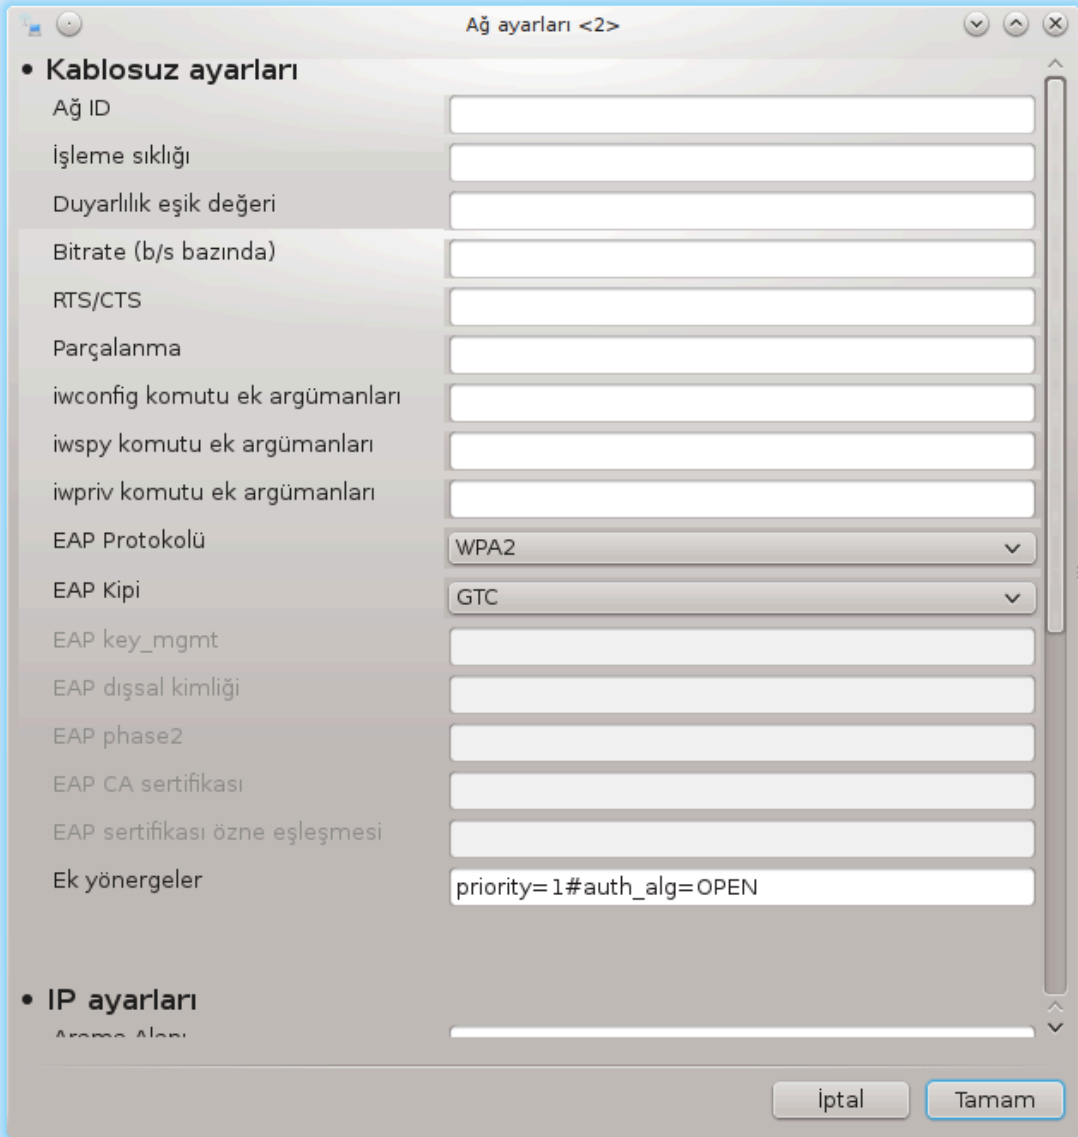 Ağ ayarları <2>
• Kablosuz ayarları
Ağ ID
İşleme sıklığı
Duyarlılık eşik değeri
Bitrate (b/s bazında)
RTS/CTS
Parçalanma
iwconfig komutu ek argümanları
iwspy komutu ek argümanları
iwpriv komutu ek argümanları
EAP Protokolü WPA2
EAP Kipi GTC
EAP key_mgmt
EAP dışsal kimliği
EAP phase2
EAP CA sertifikası
EAP sertifikası özne eşleşmesi
Ek yönergeler priority=1#auth_alg=OPEN
• IP ayarları
İptal Tamam